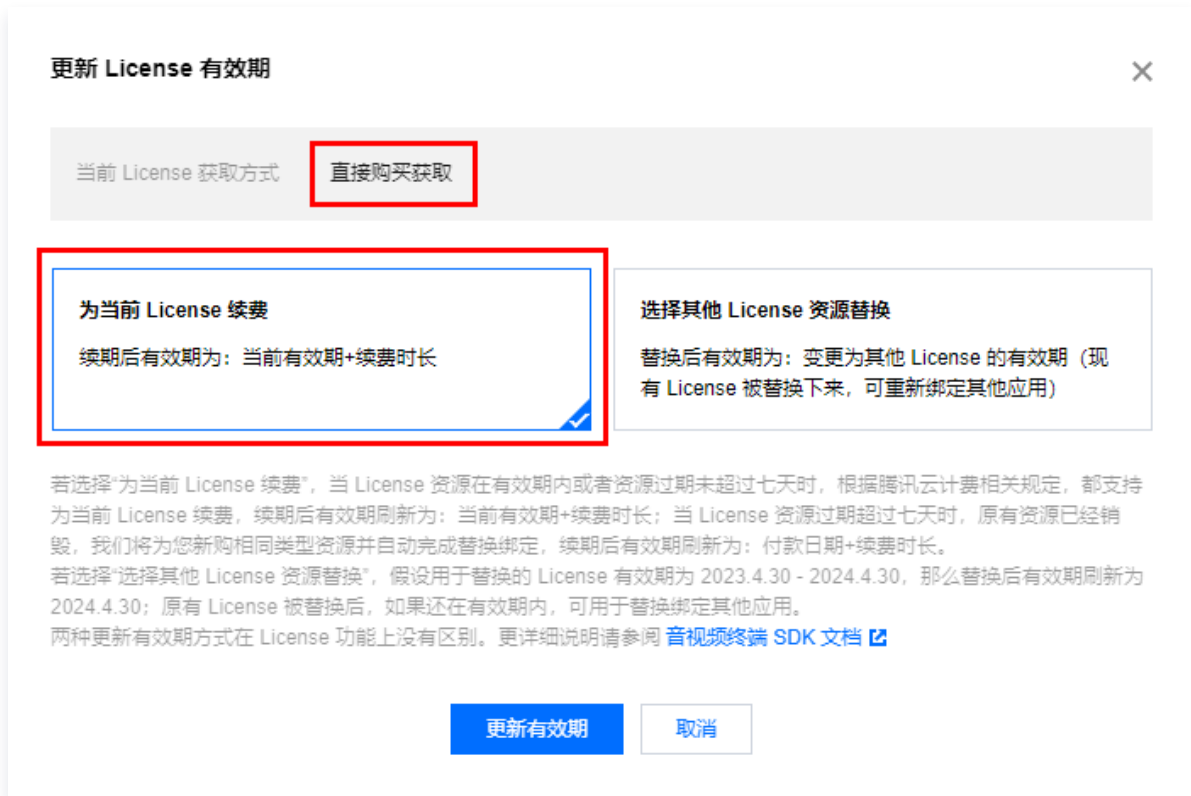 更新 License 有效期
当前 License 获取方式 直接购买获取
为当前 License 续费
续期后有效期为：当前有效期+续费时长
选择其他 License 资源替换
替换后有效期为：变更为其他 License 的有效期（现
有 License 被替换下来，可重新绑定其他应用）
若选择“为当前 License 续费”，当 License 资源在有效期内或者资源过期未超过七天时，根据腾讯云计费相关规定，都支持
为当前 License 续费，续期后有效期刷新为：当前有效期+续费时长；当 License 资源过期超过七天时，原有资源已经销
毁，我们将为您新购相同类型资源并自动完成替换绑定，续期后有效期刷新为：付款日期+续费时长。
若选择“选择其他 License 资源替换”，假设用于替换的 License 有效期为 2023.4.30 - 2024.4.30，那么替换后有效期刷新为
2024.4.30；原有 License 被替换后，如果还在有效期内，可用于替换绑定其他应用。
两种更新有效期方式在 License 功能上没有区别。更详细说明请参阅 音视频终端 SDK 文档
更新有效期 取消